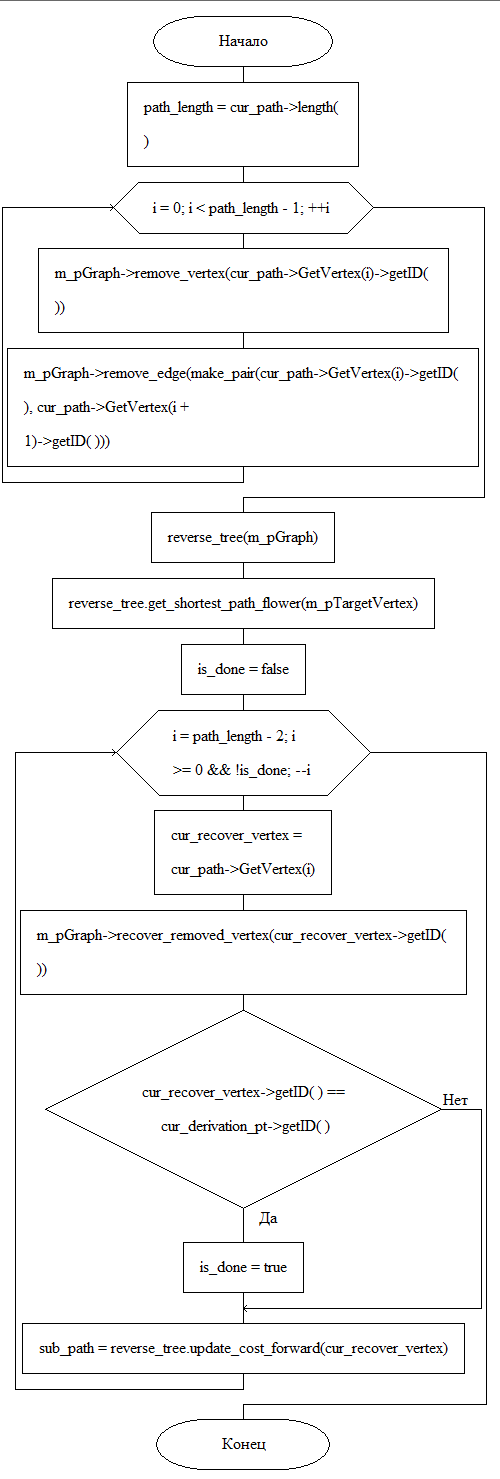 Начало
path_length = cur_path->length(
)
i = 0; i < path_length - 1; ++i
m_pGraph->remove_vertex(cur_path->GetVertex(i)->getID(
))
m_pGraph->remove_edge(make_pair(cur_path->GetVertex(i)->getID(
), cur_path->GetVertex(i +
1)->getID( )))
reverse_tree(m_pGraph)
reverse_tree.get_shortest_path_flower(m_pTargetVertex)
is_done = false
i = path_length - 2; i
>= 0 && !is_done; --i
cur_recover_vertex =
cur_path->GetVertex(i)
m_pGraph->recover_removed_vertex(cur_recover_vertex->getID(
))
cur_recover_vertex->getID( ) ==
cur_derivation_pt->getID( )
Нет
Да
is_done = true
sub_path = reverse_tree.update_cost_forward(cur_recover_vertex)
Конец